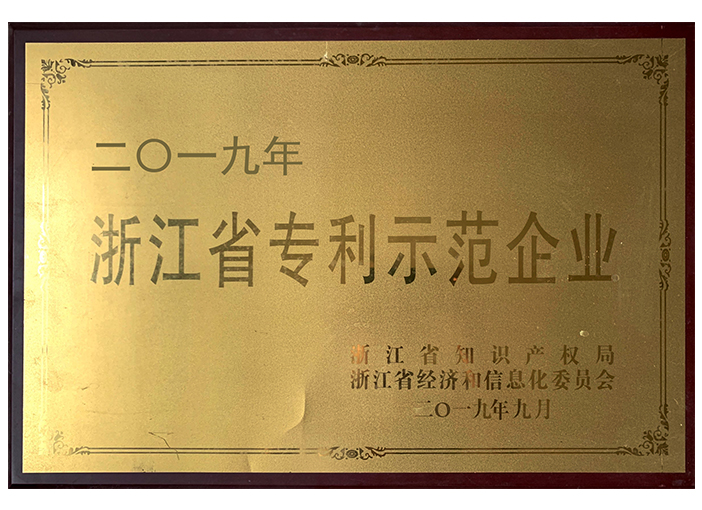 二〇一九年
浙江省专利示范企业
浙江省知识产权局
浙江省经济和信息化委员会
二〇一九年九月